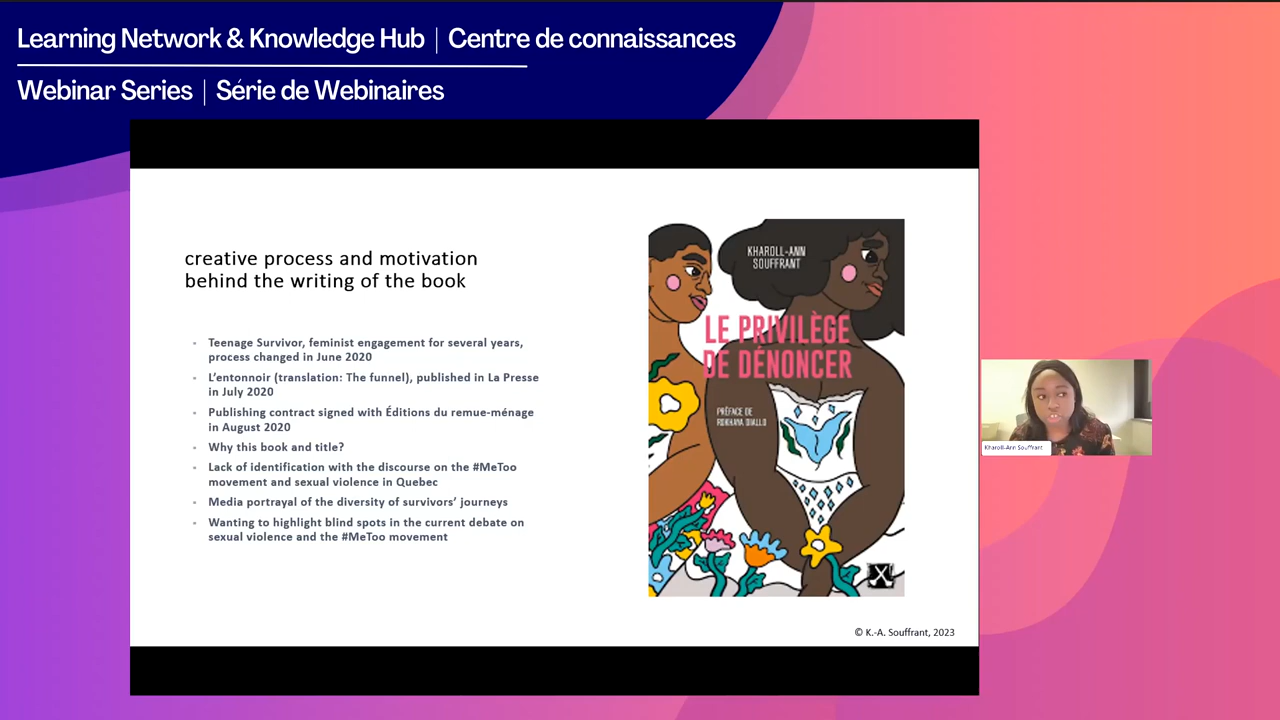 Learning Network & Knowledge Hub | Centre de connaissances
Webinar Series | Série de Webinaires
creative process and motivation
behind the writing of the book
Teenage Survivor, feminist engagement for several years,
process changed in June 2020
L'entonnoir (translation: The funnel), published in La Presse
in July 2020
Publishing contract signed with Éditions du remue-ménage
in August 2020
Why this book and title?
Lack of identification with the discourse on the #MeToo
movement and sexual violence in Quebec
Media portrayal of the diversity of survivors' journeys
Wanting to highlight blind spots in the current debate on
sexual violence and the #MeToo movement
KHAROLL-ANN
SOUFFRANT
LE PRIVILÈGE
DE DÉNONCER
PRÉFACE DE
ROKHAYA DIALLO
© K.-A. Souffrant, 2023
Kharoll-Ann Souffrant